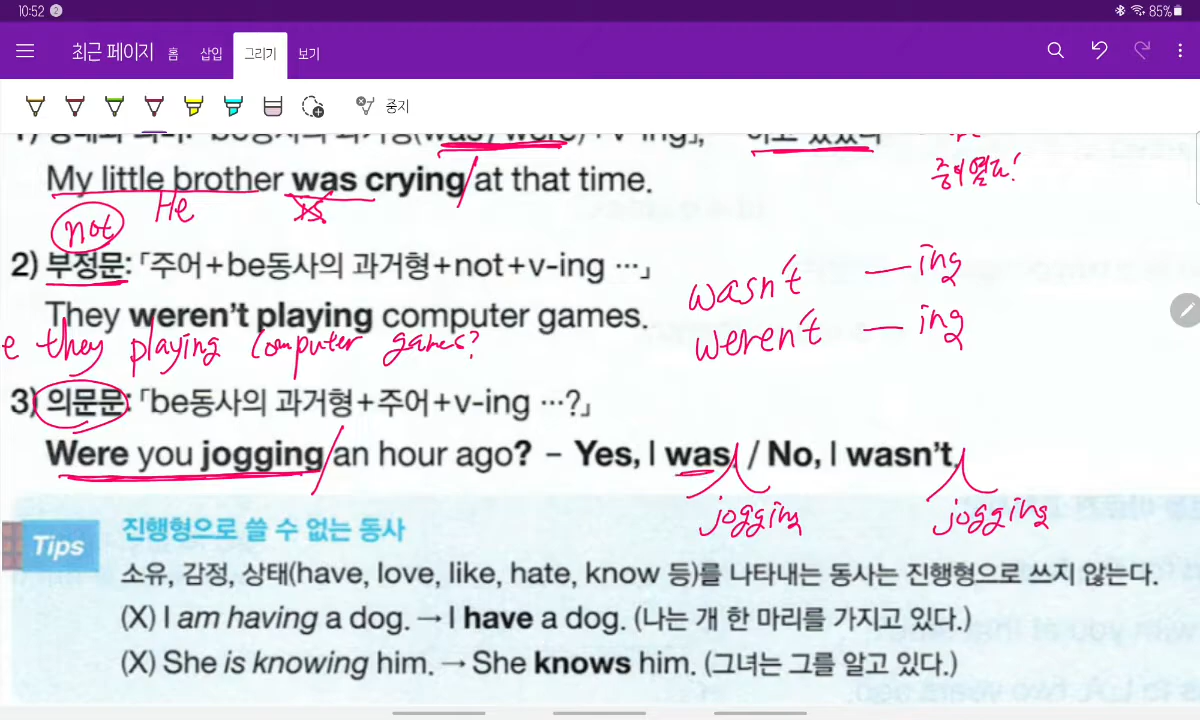 10:52 2 85%
최근 페이지 홈 삽입 그리기 보기
중지
My little brother was crying/at that time.
not He
2) 부정문: 「주어+be동사의 과거형+not+v-ing …」
wasn't — ing
They weren't playing computer games.
weren't — ing
e they playing computer games?
3) 의문문: 「be동사의 과거형+주어+v-ing …?」
Were you jogging/an hour ago? – Yes, I was. / No, I wasn't.
jogging jogging
Tips 진행형으로 쓸 수 없는 동사
소유, 감정, 상태(have, love, like, hate, know 등)를 나타내는 동사는 진행형으로 쓰지 않는다.
(X) I am having a dog. → I have a dog. (나는 개 한 마리를 가지고 있다.)
(X) She is knowing him. → She knows him. (그녀는 그를 알고 있다.)